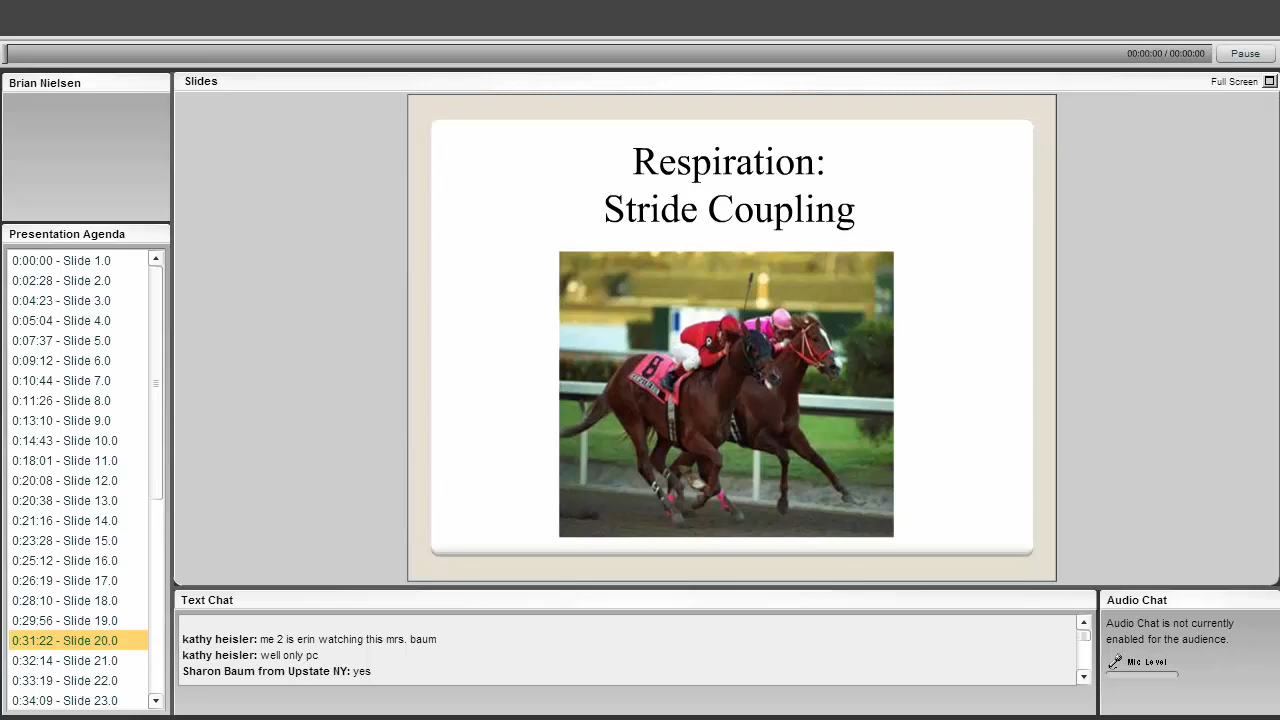 00:00:00 / 00:00:00
Pause
Brian Nielsen
Slides
Full Screen
Respiration:
Stride Coupling
8
Presentation Agenda
0:00:00 - Slide 1.0
0:02:28 - Slide 2.0
0:04:23 - Slide 3.0
0:05:04 - Slide 4.0
0:07:37 - Slide 5.0
0:09:12 - Slide 6.0
0:10:44 - Slide 7.0
0:11:26 - Slide 8.0
0:13:10 - Slide 9.0
0:14:43 - Slide 10.0
0:18:01 - Slide 11.0
0:20:08 - Slide 12.0
0:20:38 - Slide 13.0
0:21:16 - Slide 14.0
0:23:28 - Slide 15.0
0:25:12 - Slide 16.0
0:26:19 - Slide 17.0
0:28:10 - Slide 18.0
0:29:56 - Slide 19.0
0:31:22 - Slide 20.0
0:32:14 - Slide 21.0
0:33:19 - Slide 22.0
0:34:09 - Slide 23.0
Text Chat
kathy heisler: me 2 is erin watching this mrs. baum
kathy heisler: well only pc
Sharon Baum from Upstate NY: yes
Audio Chat
Audio Chat is not currently
enabled for the audience.
Mic Level